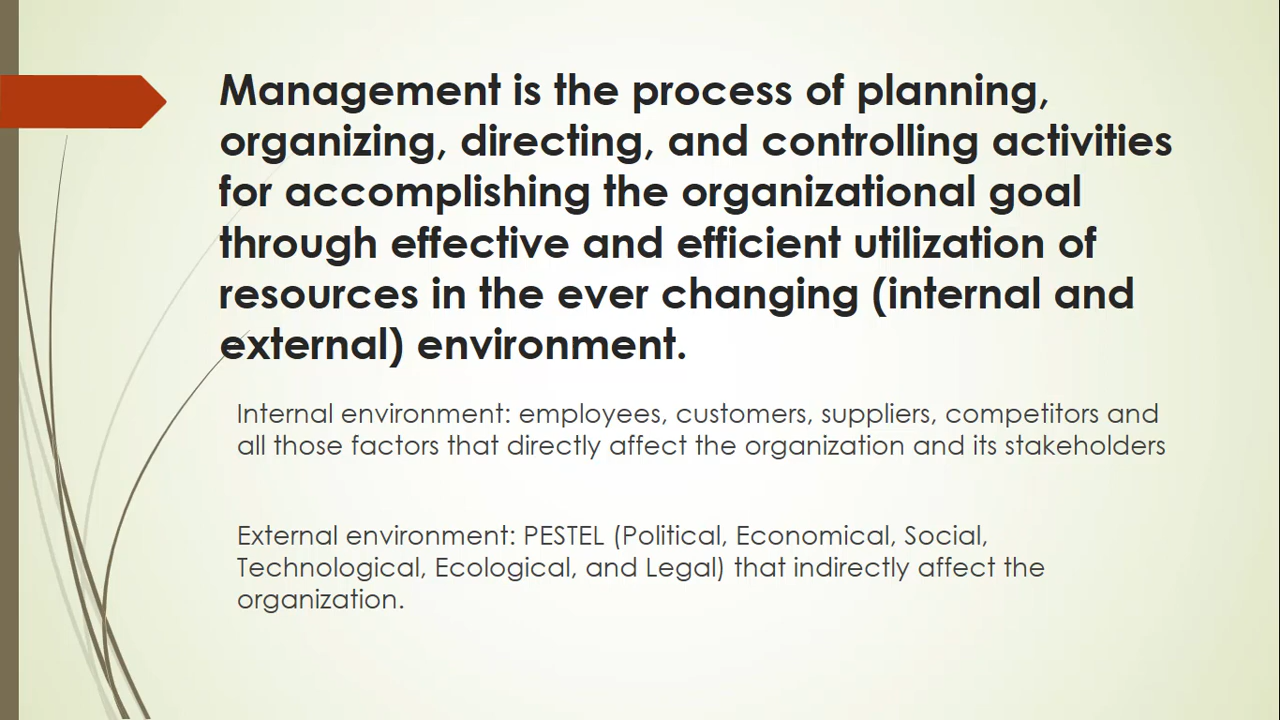 Management is the process of planning,
organizing, directing, and controlling activities
for accomplishing the organizational goal
through effective and efficient utilization of
resources in the ever changing (internal and
external) environment.
Internal environment: employees, customers, suppliers, competitors and
all those factors that directly affect the organization and its stakeholders
External environment: PESTEL (Political, Economical, Social,
Technological, Ecological, and Legal) that indirectly affect the
organization.